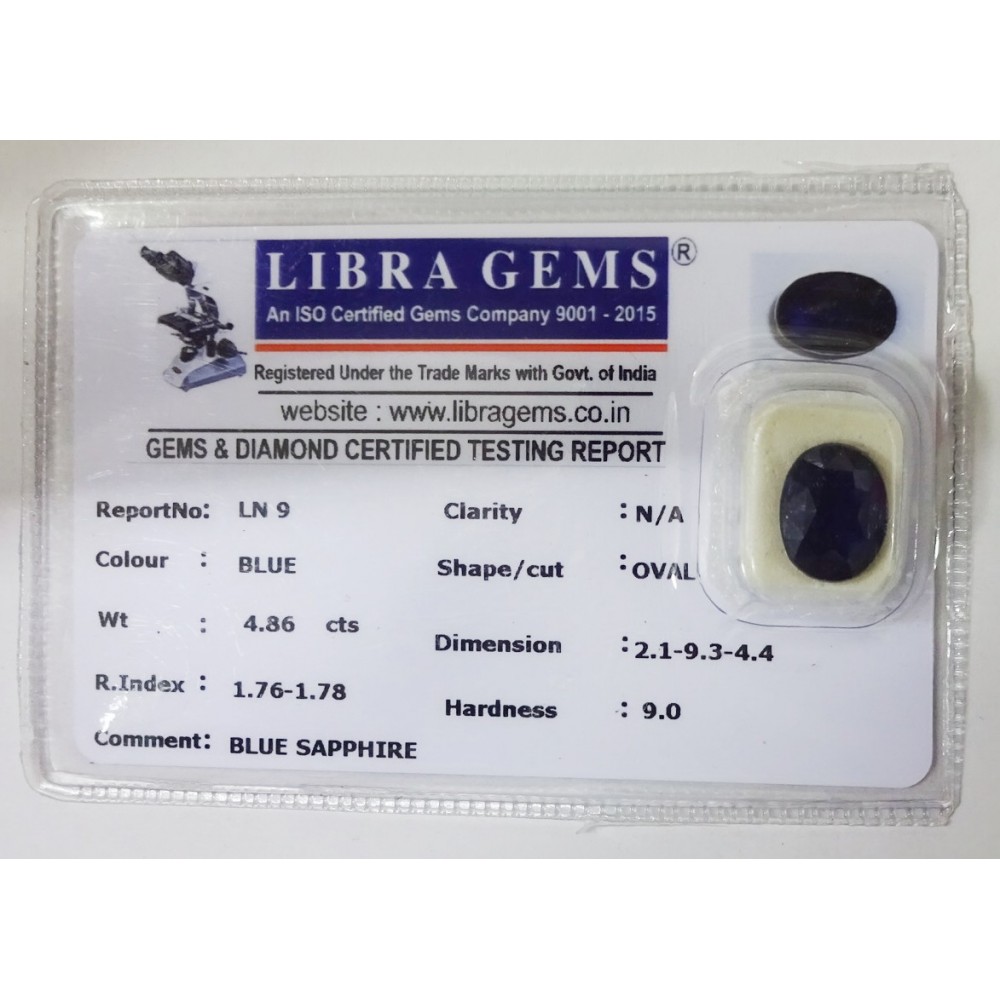 LIBRA GEMS ®
An ISO Certified Gems Company 9001 - 2015
Registered Under the Trade Marks with Govt. of India
website : www.libragems.co.in
GEMS & DIAMOND CERTIFIED TESTING REPORT
ReportNo: LN 9
Clarity : N/A
Colour : BLUE
Shape/cut : OVAL
Wt : 4.86 cts
Dimension : 2.1-9.3-4.4
R.Index : 1.76-1.78
Hardness : 9.0
Comment: BLUE SAPPHIRE